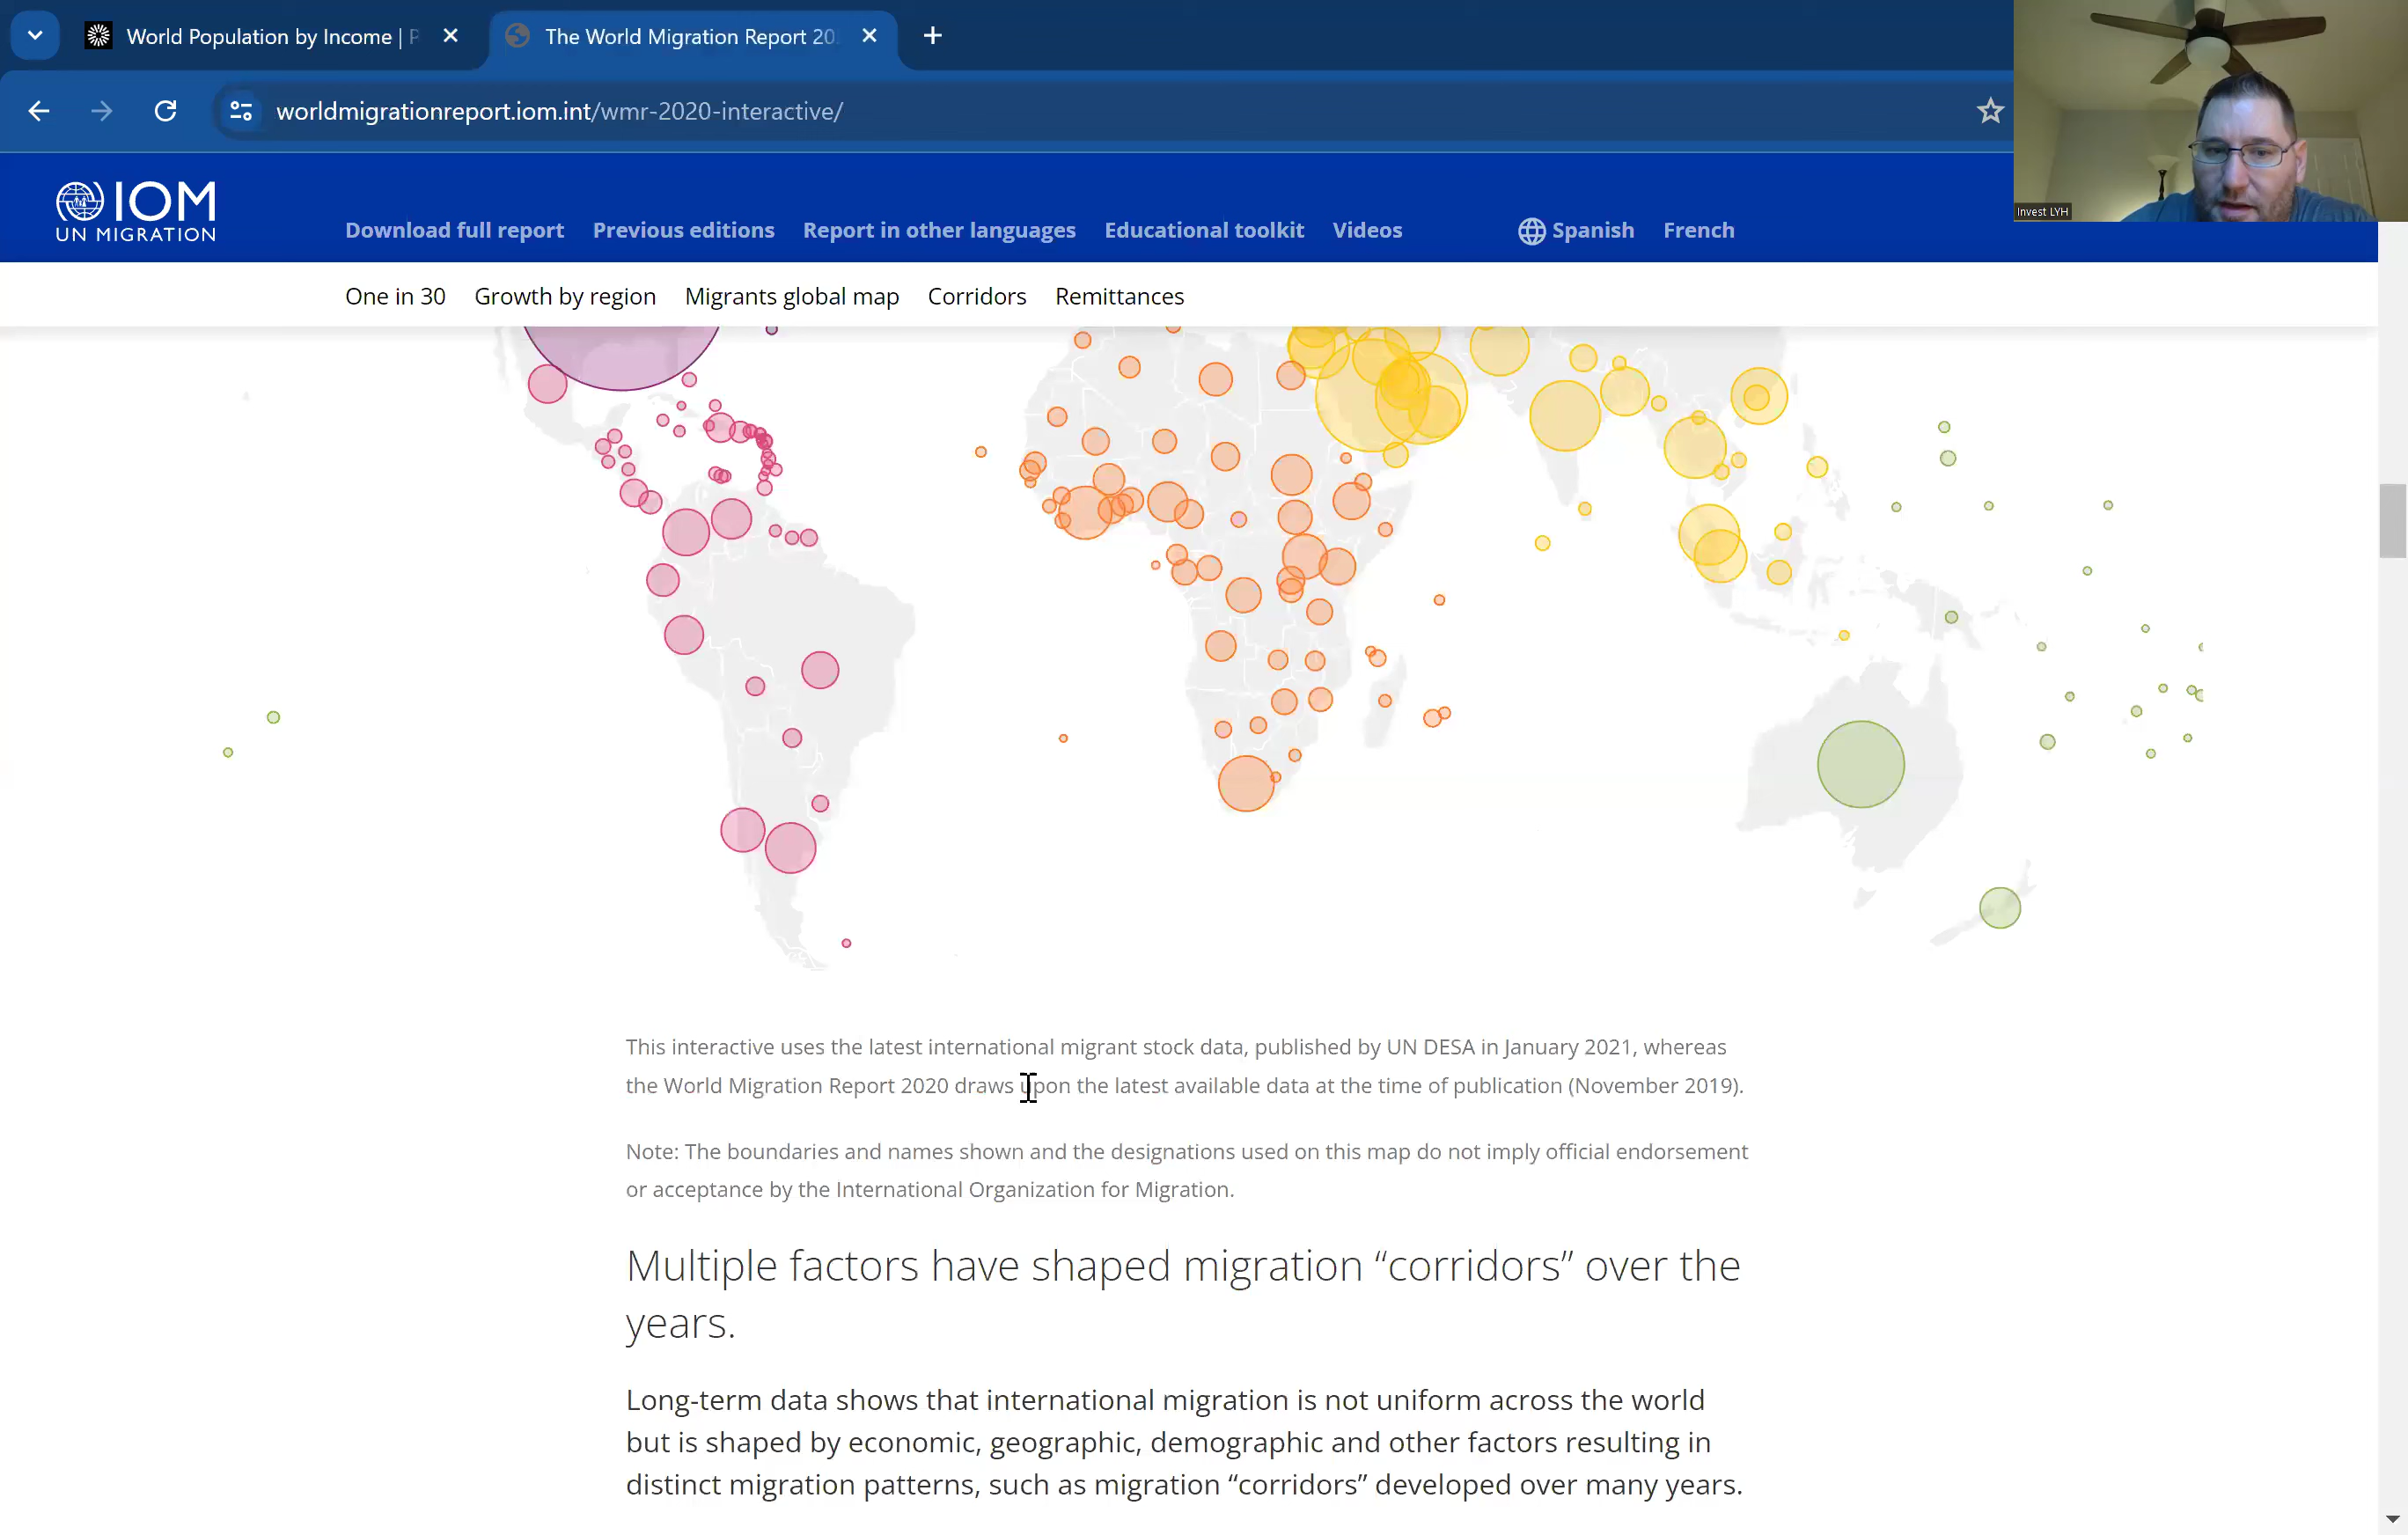 World Population by Income | P
The World Migration Report 20
worldmigrationreport.iom.int/wmr-2020-interactive/
Invest LYH
IOM
UN MIGRATION
Download full report Previous editions Report in other languages Educational toolkit Videos Spanish French
One in 30 Growth by region Migrants global map Corridors Remittances
This interactive uses the latest international migrant stock data, published by UN DESA in January 2021, whereas
the World Migration Report 2020 draws upon the latest available data at the time of publication (November 2019).
Note: The boundaries and names shown and the designations used on this map do not imply official endorsement
or acceptance by the International Organization for Migration.
Multiple factors have shaped migration “corridors” over the
years.
Long-term data shows that international migration is not uniform across the world
but is shaped by economic, geographic, demographic and other factors resulting in
distinct migration patterns, such as migration “corridors” developed over many years.